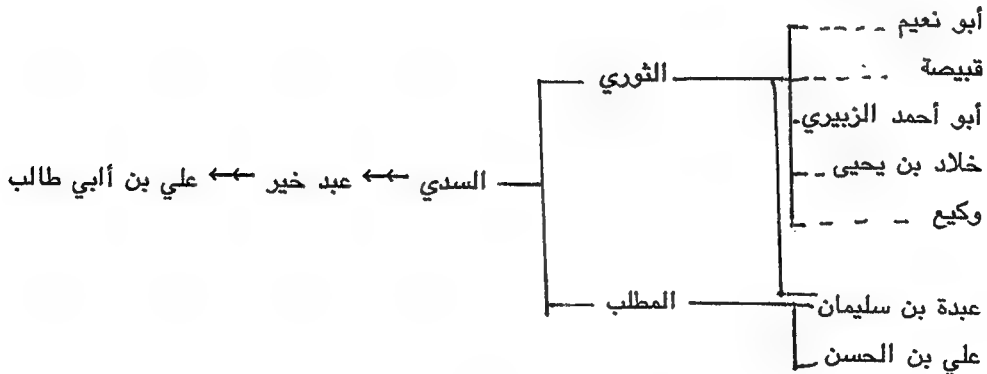 أبو نعيم
قبيصة
الثوري
أبو أحمد الزبيري
خلاد بن يحيى
السدي ←← عبد خير ←← علي بن أالبي طالب
وكيع
المطلب
عبدة بن سليمان
علي بن الحسن